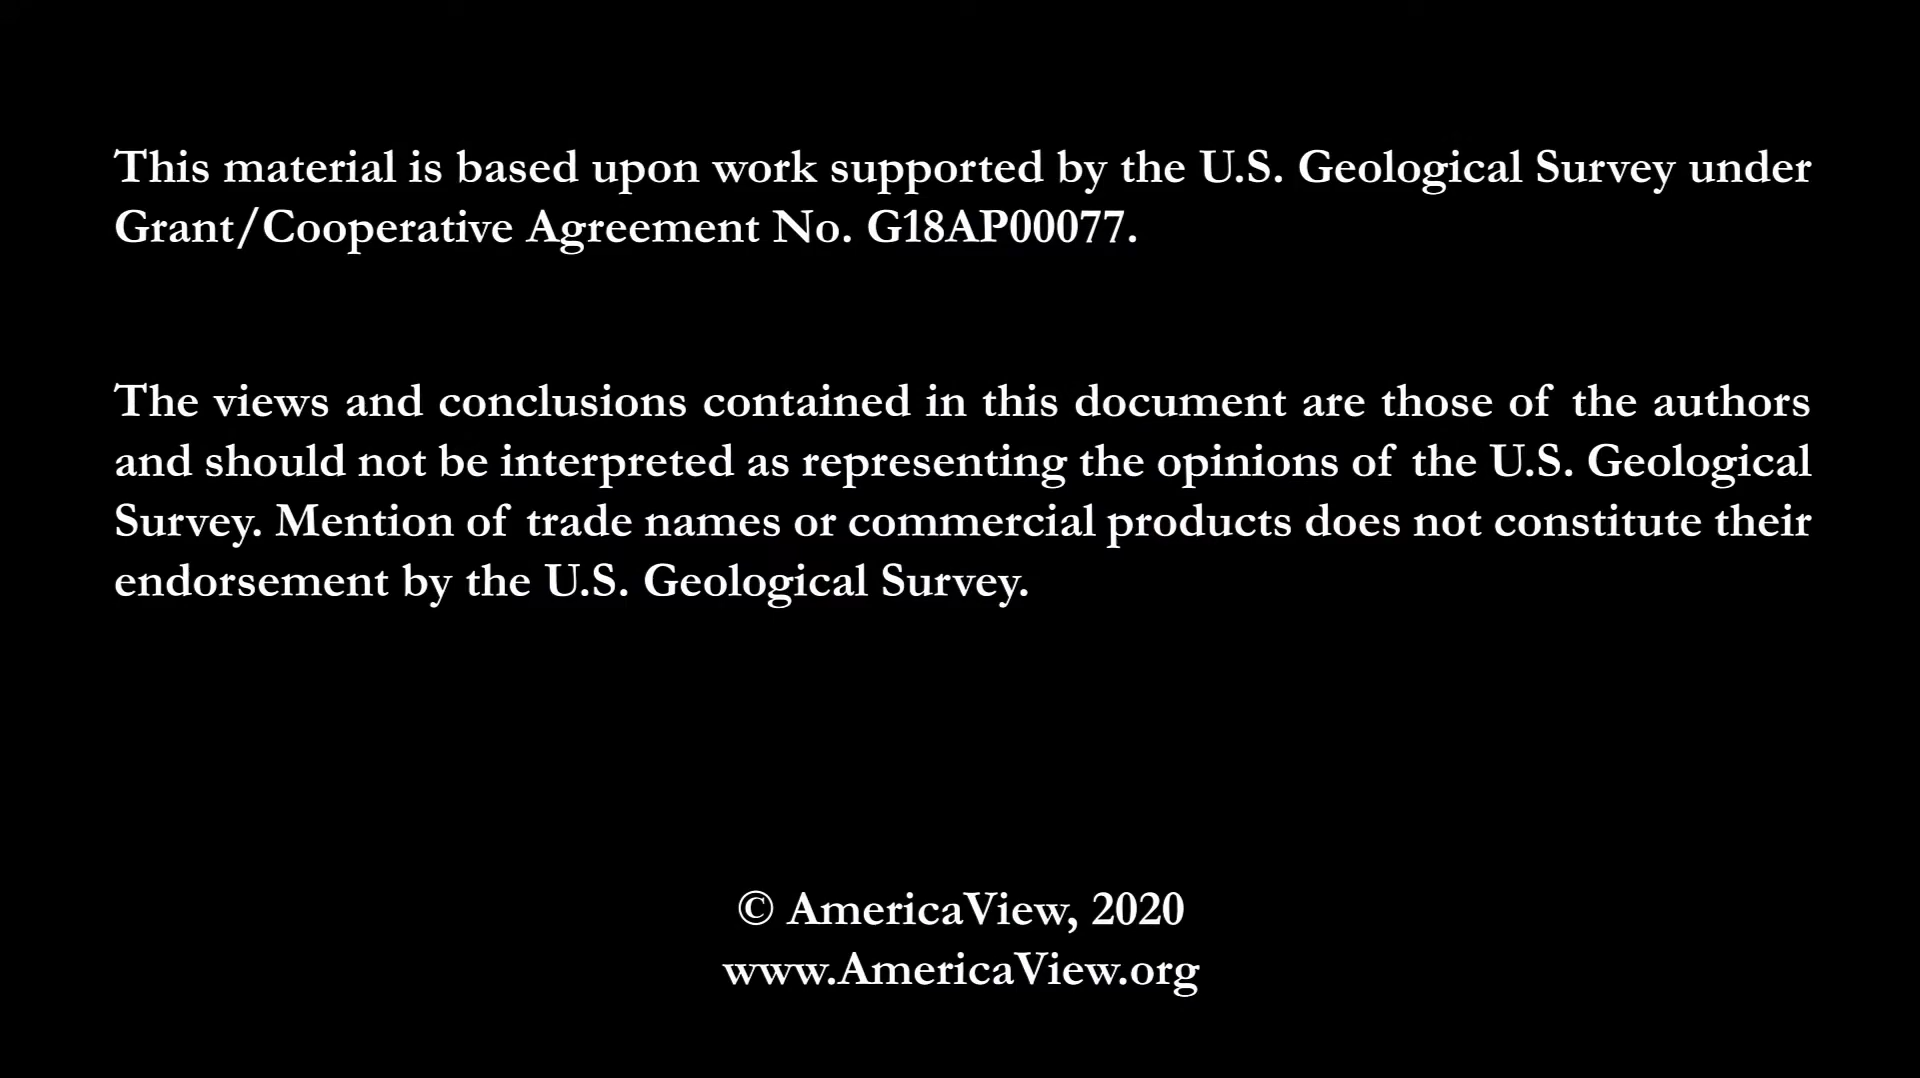 This material is based upon work supported by the U.S. Geological Survey under
Grant/Cooperative Agreement No. G18AP00077.
The views and conclusions contained in this document are those of the authors
and should not be interpreted as representing the opinions of the U.S. Geological
Survey. Mention of trade names or commercial products does not constitute their
endorsement by the U.S. Geological Survey.
© AmericaView, 2020
www.AmericaView.org